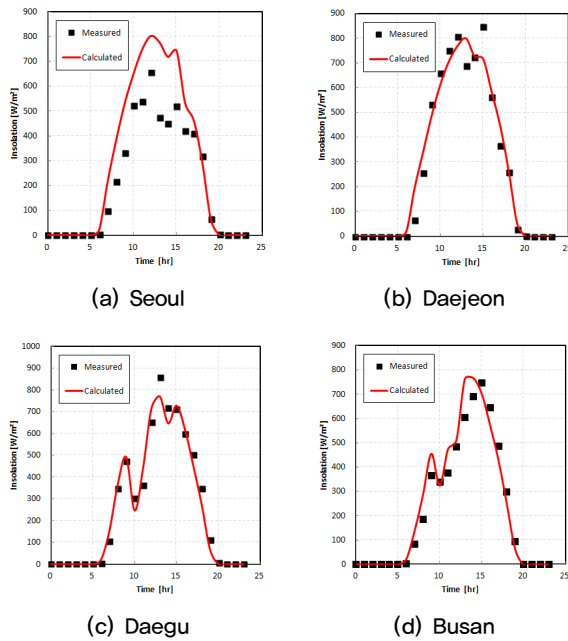 900
800
700
600
500
400
300
200
100
0
Insolation [W/m²]
Measured
Calculated
0 5 10 15 20 25
Time [hr]
(a) Seoul
900
800
700
600
500
400
300
200
100
0
Insolation [W/m²]
Measured
Calculated
0 5 10 15 20 25
Time [hr]
(b) Daejeon
1000
900
800
700
600
500
400
300
200
100
0
Insolation [W/m²]
Measured
Calculated
0 5 10 15 20 25
Time [hr]
(c) Daegu
900
800
700
600
500
400
300
200
100
0
Insolation [W/m²]
Measured
Calculated
0 5 10 15 20 25
Time [hr]
(d) Busan